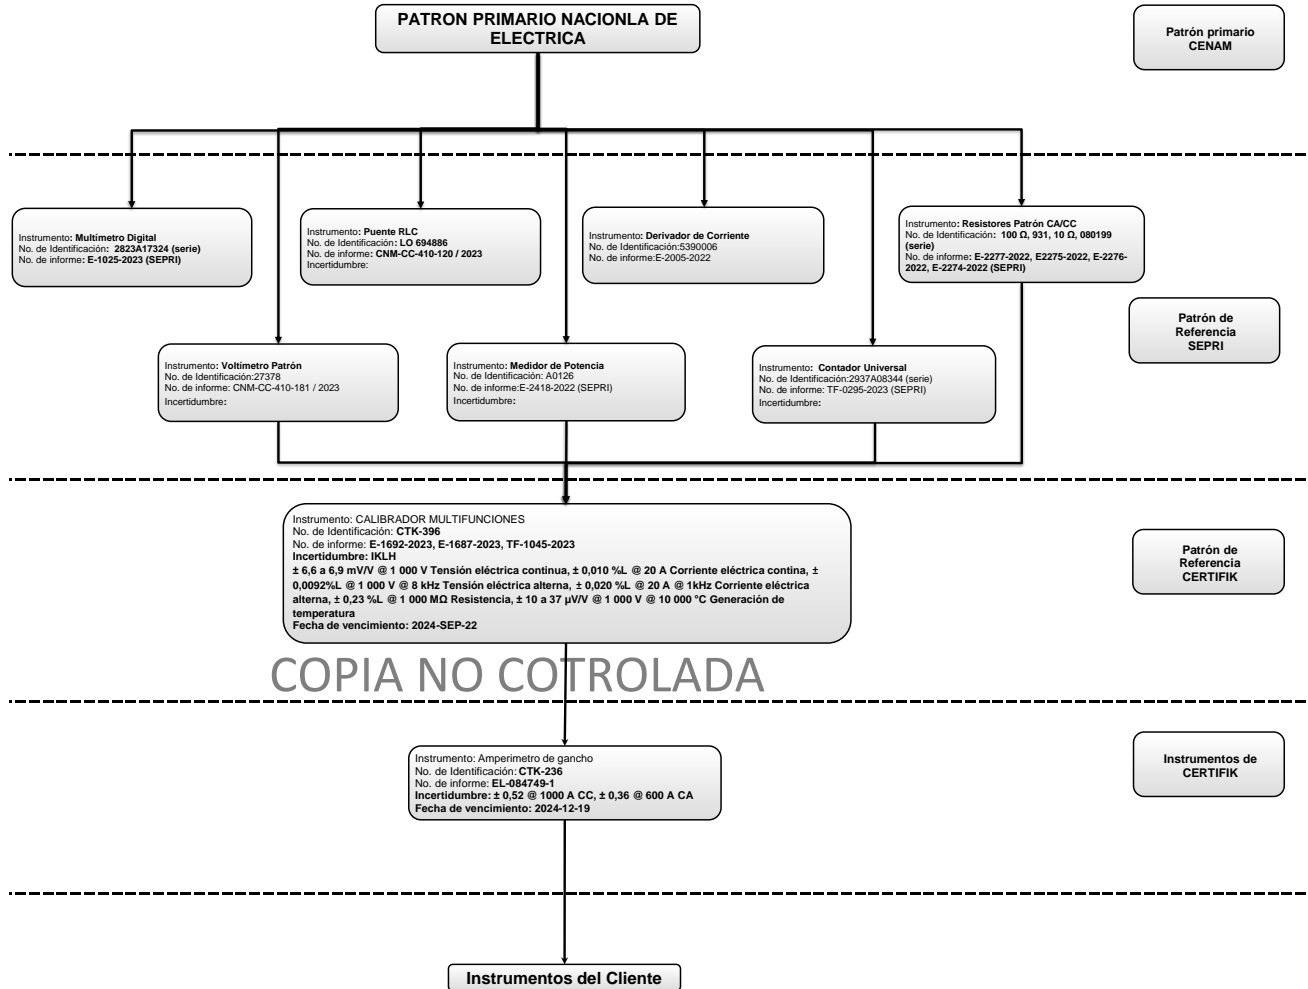 PATRON PRIMARIO NACIONLA DE
ELECTRICA
Patrón primario
CENAM
Instrumento: Multímetro Digital
No. de Identificación: 2823A17324 (serie)
No. de informe: E-1025-2023 (SEPRI)
Instrumento: Puente RLC
No. de Identificación: LO 694886
No. de informe: CNM-CC-410-120 / 2023
Incertidumbre:
Instrumento: Derivador de Corriente
No. de Identificación:5390006
No. de informe:E-2005-2022
Instrumento: Resistores Patrón CA/CC
No. de Identificación: 100 Ω, 931, 10 Ω, 080199
(serie)
No. de informe: E-2277-2022, E2275-2022, E-2276-
2022, E-2274-2022 (SEPRI)
Patrón de
Referencia
SEPRI
Instrumento: Voltímetro Patrón
No. de Identificación:27378
No. de informe: CNM-CC-410-181 / 2023
Incertidumbre:
Instrumento: Medidor de Potencia
No. de Identificación: A0126
No. de informe:E-2418-2022 (SEPRI)
Incertidumbre:
Instrumento: Contador Universal
No. de Identificación:2937A08344 (serie)
No. de informe: TF-0295-2023 (SEPRI)
Incertidumbre:
Instrumento: CALIBRADOR MULTIFUNCIONES
No. de Identificación: CTK-396
No. de informe: E-1692-2023, E-1687-2023, TF-1045-2023
Incertidumbre: IKLH
± 6,6 a 6,9 mV/V @ 1 000 V Tensión eléctrica continua, ± 0,010 %L @ 20 A Corriente eléctrica contina, ±
0,0092%L @ 1 000 V @ 8 kHz Tensión eléctrica alterna, ± 0,020 %L @ 20 A @ 1kHz Corriente eléctrica
alterna, ± 0,23 %L @ 1 000 MΩ Resistencia, ± 10 a 37 µV/V @ 1 000 V @ 10 000 °C Generación de
temperatura
Fecha de vencimiento: 2024-SEP-22
Patrón de
Referencia
CERTIFIK
COPIA NO COTROLADA
Instrumento: Amperimetro de gancho
No. de Identificación: CTK-236
No. de informe: EL-084749-1
Incertidumbre: ± 0,52 @ 1000 A CC, ± 0,36 @ 600 A CA
Fecha de vencimiento: 2024-12-19
Instrumentos de
CERTIFIK
Instrumentos del Cliente